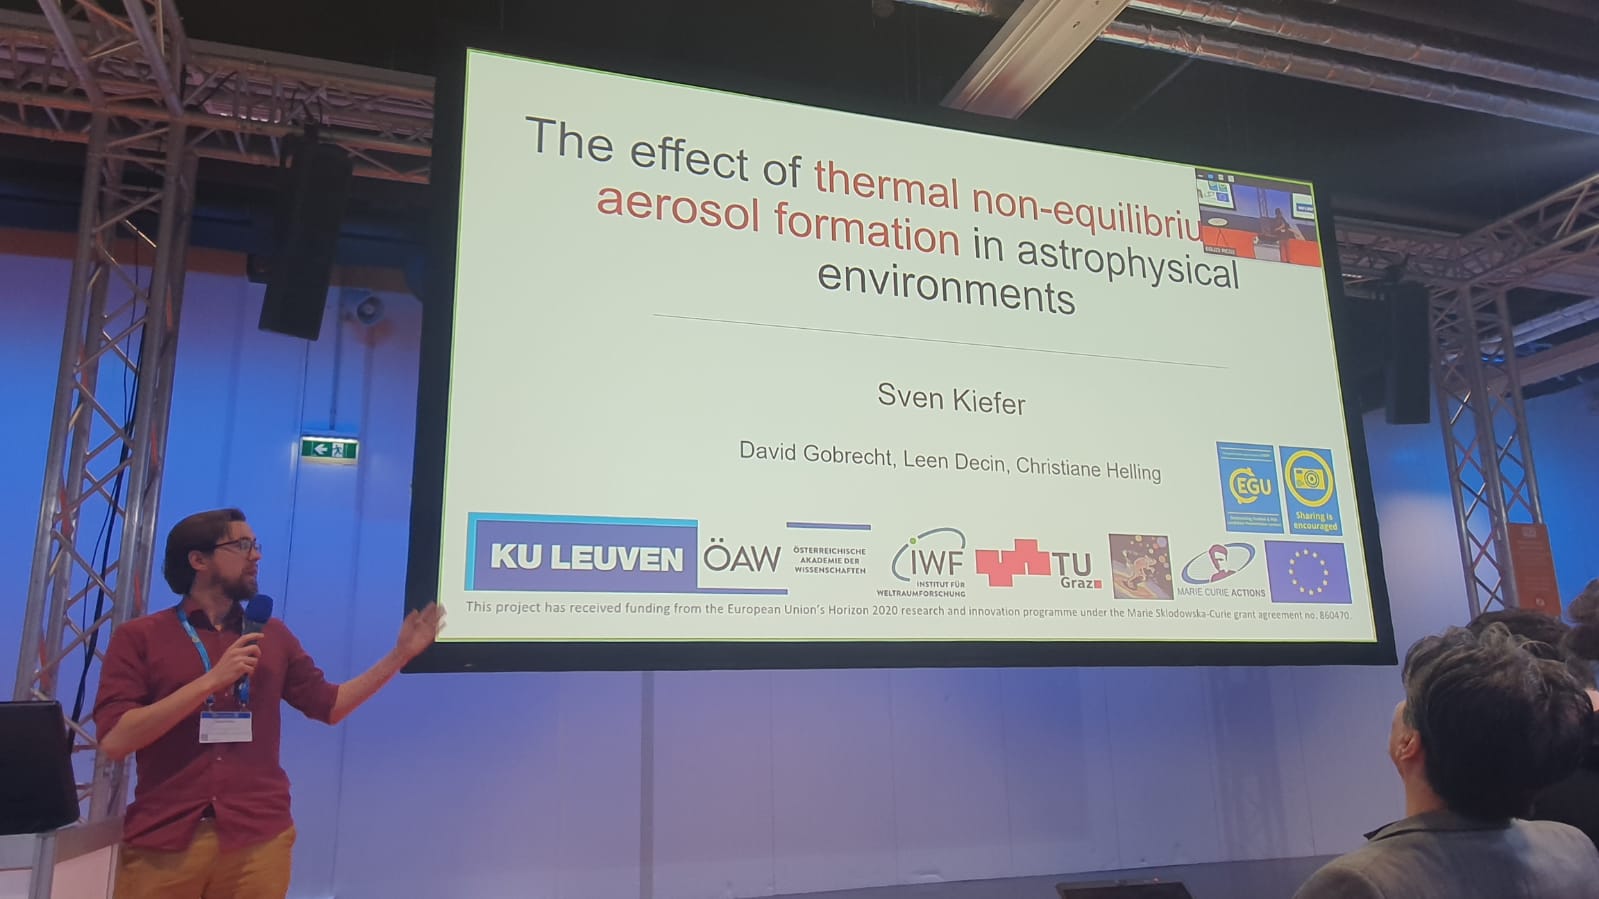 The effect of thermal non-equilibriu
aerosol formation in astrophysical
environments
Sven Kiefer
David Gobrecht, Leen Decin, Christiane Helling
EGU
Sharing is
encouraged
KU LEUVEN
ÖAW
ÖSTERREICHISCHE
AKADEMIE DER
WISSENSCHAFTEN
IWF
INSTITUT FÜR
WELTRAUMFORSCHUNG
TU
Graz
MARIE CURIE ACTIONS
This project has received funding from the European Union's Horizon 2020 research and innovation programme under the Marie Sklodowska-Curie grant agreement no. 860470.